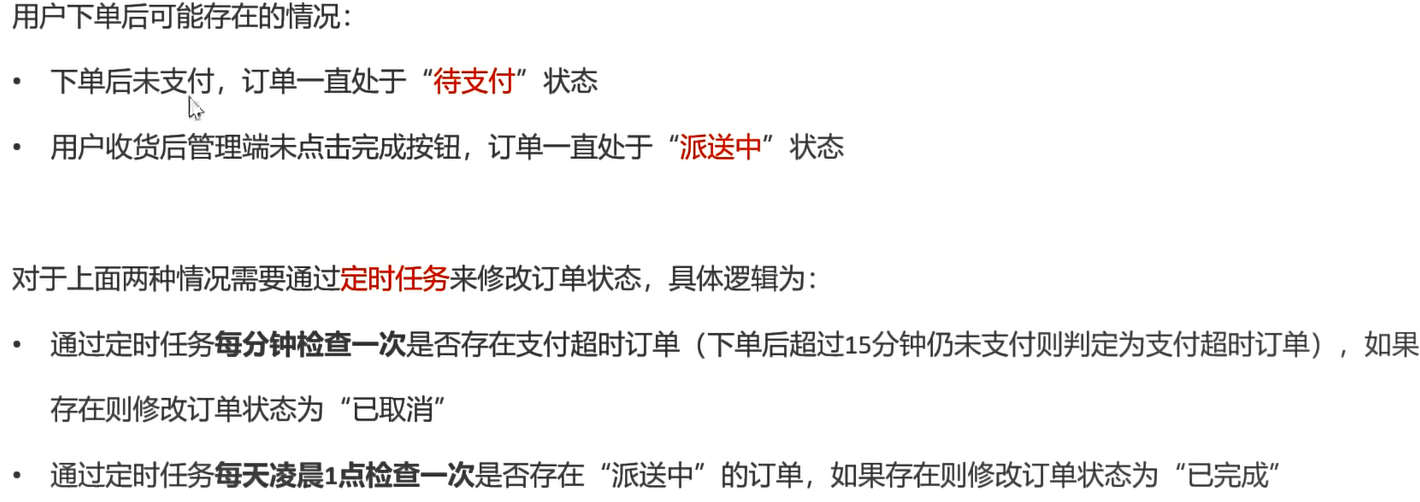 用户下单后可能存在的情况：
• 下单后未支付，订单一直处于“待支付”状态
• 用户收货后管理端未点击完成按钮，订单一直处于“派送中”状态
对于上面两种情况需要通过定时任务来修改订单状态，具体逻辑为：
• 通过定时任务每分钟检查一次是否存在支付超时订单（下单后超过15分钟仍未支付则判定为支付超时订单），如果
存在则修改订单状态为“已取消”
• 通过定时任务每天凌晨1点检查一次是否存在“派送中”的订单，如果存在则修改订单状态为“已完成”